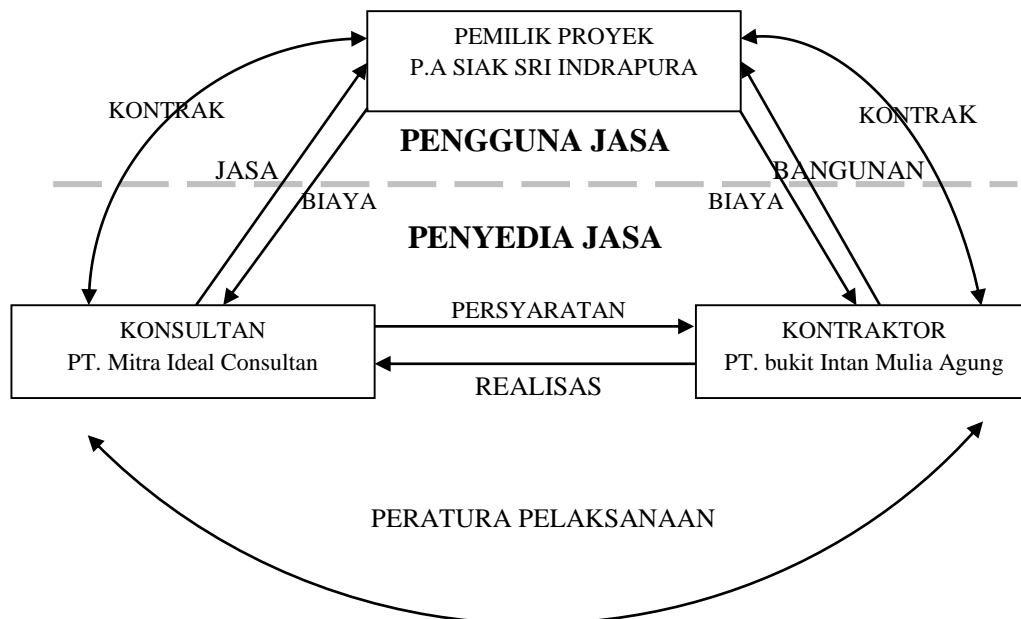 PEMILIK PROYEK
P.A SIAK SRI INDRAPURA
KONTRAK
KONTRAK
PENGGUNA JASA
JASA
BANGUNAN
BIAYA
BIAYA
PENYEDIA JASA
KONSULTAN
PT. Mitra Ideal Consultan
PERSYARATAN
KONTRAKTOR
PT. bukit Intan Mulia Agung
REALISAS
PERATURA PELAKSANAAN